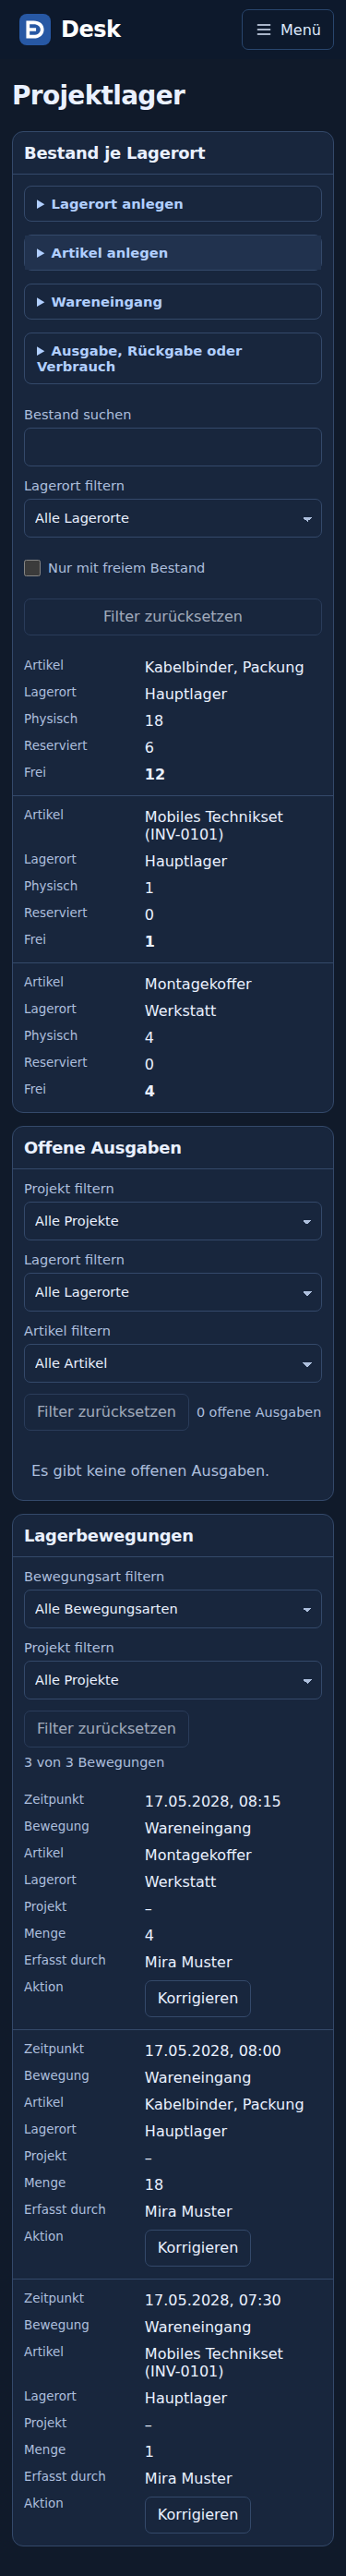 Desk
Menü
Projektlager
Bestand je Lagerort
Lagerort anlegen
Artikel anlegen
Wareneingang
Ausgabe, Rückgabe oder
Verbrauch
Bestand suchen
Lagerort filtern
Alle Lagerorte
Nur mit freiem Bestand
Filter zurücksetzen
Artikel Kabelbinder, Packung
Lagerort Hauptlager
Physisch 18
Reserviert 6
Frei 12
Artikel Mobiles Technikset
(INV-0101)
Lagerort Hauptlager
Physisch 1
Reserviert 0
Frei 1
Artikel Montagekoffer
Lagerort Werkstatt
Physisch 4
Reserviert 0
Frei 4
Offene Ausgaben
Projekt filtern
Alle Projekte
Lagerort filtern
Alle Lagerorte
Artikel filtern
Alle Artikel
Filter zurücksetzen 0 offene Ausgaben
Es gibt keine offenen Ausgaben.
Lagerbewegungen
Bewegungsart filtern
Alle Bewegungsarten
Projekt filtern
Alle Projekte
Filter zurücksetzen
3 von 3 Bewegungen
Zeitpunkt 17.05.2028, 08:15
Bewegung Wareneingang
Artikel Montagekoffer
Lagerort Werkstatt
Projekt –
Menge 4
Erfasst durch Mira Muster
Aktion Korrigieren
Zeitpunkt 17.05.2028, 08:00
Bewegung Wareneingang
Artikel Kabelbinder, Packung
Lagerort Hauptlager
Projekt –
Menge 18
Erfasst durch Mira Muster
Aktion Korrigieren
Zeitpunkt 17.05.2028, 07:30
Bewegung Wareneingang
Artikel Mobiles Technikset
(INV-0101)
Lagerort Hauptlager
Projekt –
Menge 1
Erfasst durch Mira Muster
Aktion Korrigieren